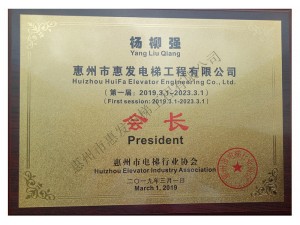 杨柳强
Yang Liu Qiang
惠州市惠发电梯工程有限公司
Huizhou HuiFa Elevator Engineering Co., Ltd.
（第一届：2019.3.1-2023.3.1）
(First session: 2019.3.1-2023.3.1)
会长
President
惠州市电梯行业协会
Huizhou Elevator Industry Association
二〇一九年三月一日
March 1, 2019